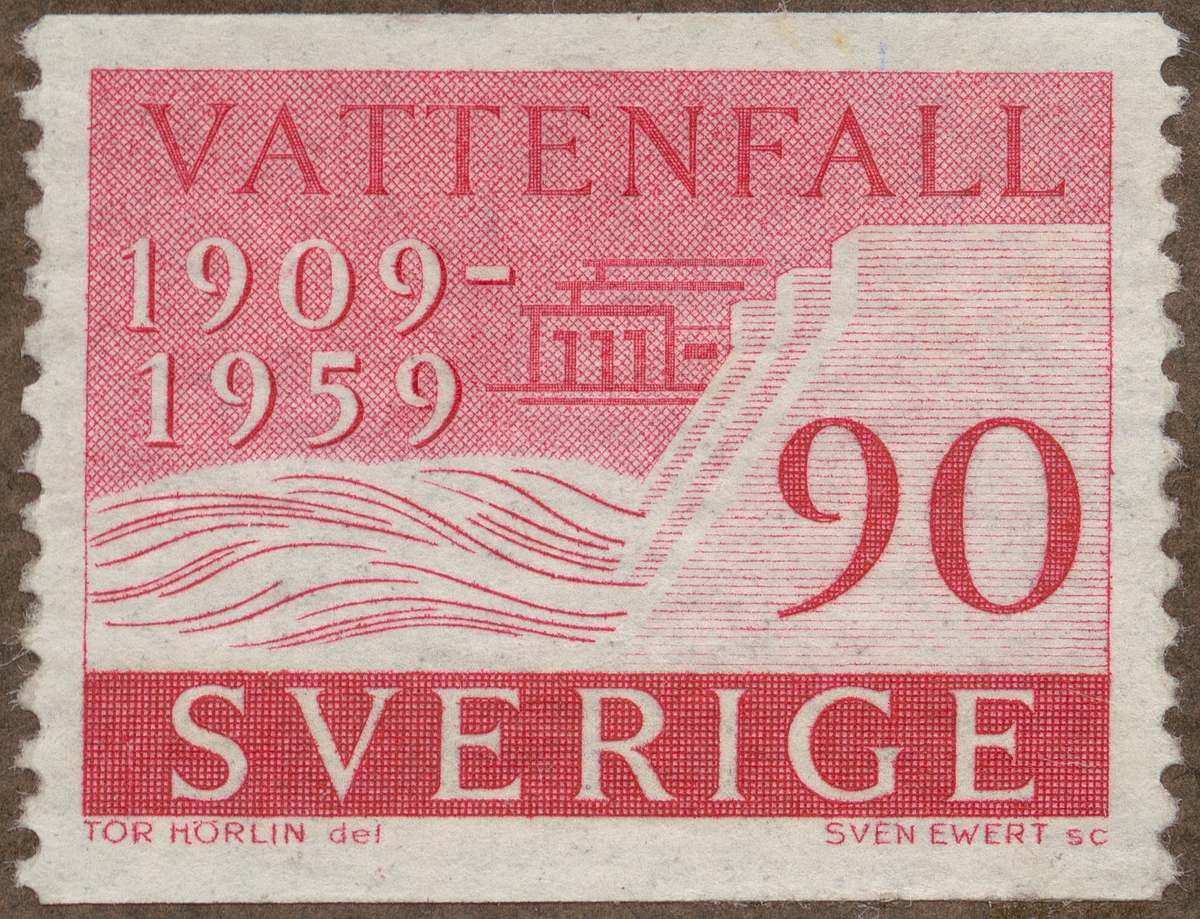 VATTENFALL
1909-
1959
90
SVERIGE
TOR HÖRLIN del SVEN EWERT sc